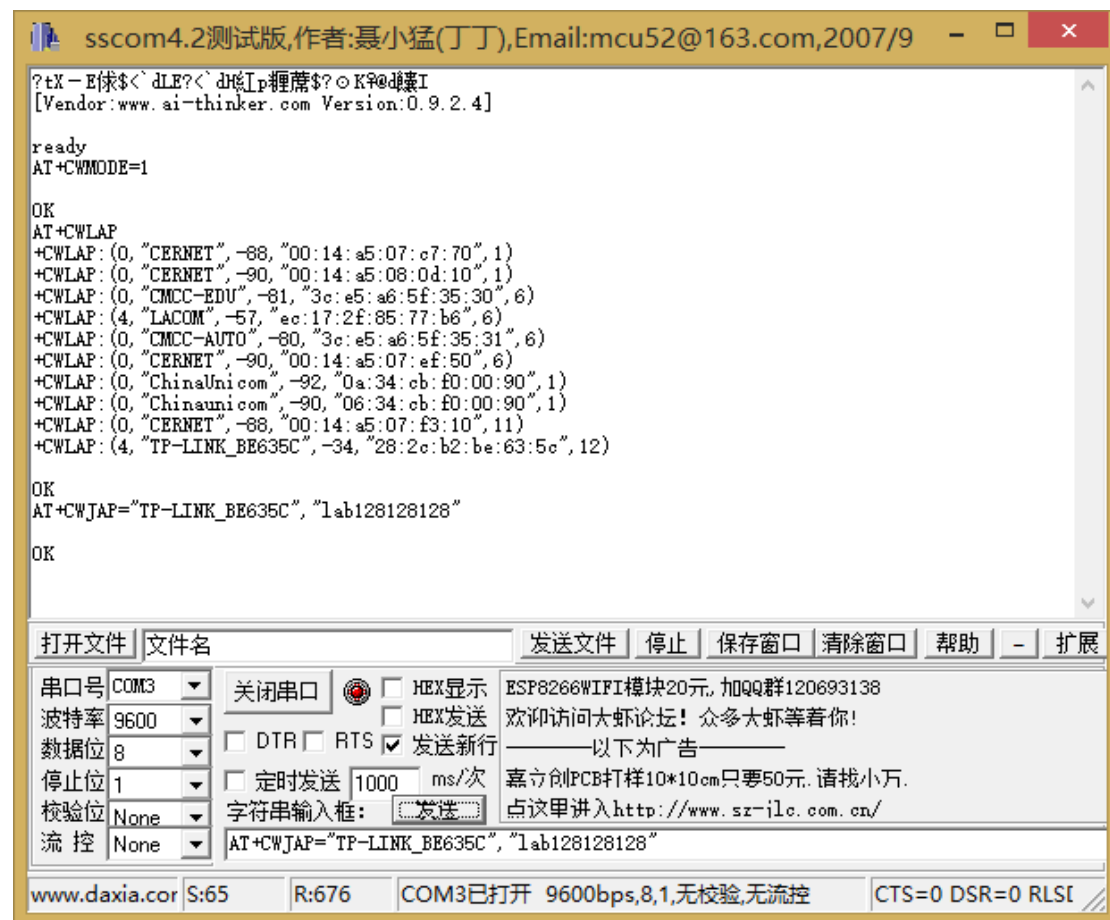 sscom4.2测试版,作者:聂小猛(丁丁),Email:mcu52@163.com,2007/9
[Vendor:www.ai-thinker.com Version:0.9.2.4]
ready
AT+CWMODE=1
OK
AT+CWLAP
+CWLAP:(0,"CERNET",-88,"00:14:a5:07:c7:70",1)
+CWLAP:(0,"CERNET",-90,"00:14:a5:08:0d:10",1)
+CWLAP:(0,"CMCC-EDU",-81,"3c:e5:a6:5f:35:30",6)
+CWLAP:(4,"LACOM",-57,"ec:17:2f:85:77:b6",6)
+CWLAP:(0,"CMCC-AUTO",-80,"3c:e5:a6:5f:35:31",6)
+CWLAP:(0,"CERNET",-90,"00:14:a5:07:ef:50",6)
+CWLAP:(0,"ChinaUnicom",-92,"0a:34:cb:f0:00:90",1)
+CWLAP:(0,"Chinaunicom",-90,"06:34:cb:f0:00:90",1)
+CWLAP:(0,"CERNET",-88,"00:14:a5:07:f3:10",11)
+CWLAP:(4,"TP-LINK_BE635C",-34,"28:2c:b2:be:63:5c",12)
OK
AT+CWJAP="TP-LINK_BE635C","lab128128128"
OK
打开文件 文件名 发送文件 停止 保存窗口 清除窗口 帮助 - 扩展
串口号 COM3 关闭串口 HEX显示 ESP8266WIFI模块20元,加QQ群120693138
波特率 9600 HEX发送 欢迎访问大虾论坛! 众多大虾等着你!
数据位 8 DTR RTS 发送新行 ————以下为广告————
停止位 1 定时发送 1000 ms/次 嘉立创PCB打样10*10cm只要50元.请找小万.
校验位 None 字符串输入框: 发送 点这里进入http://www.sz-jlc.com.cn/
流 控 None AT+CWJAP="TP-LINK_BE635C","lab128128128"
www.daxia.cor S:65 R:676 COM3已打开 9600bps,8,1,无校验,无流控 CTS=0 DSR=0 RLSI